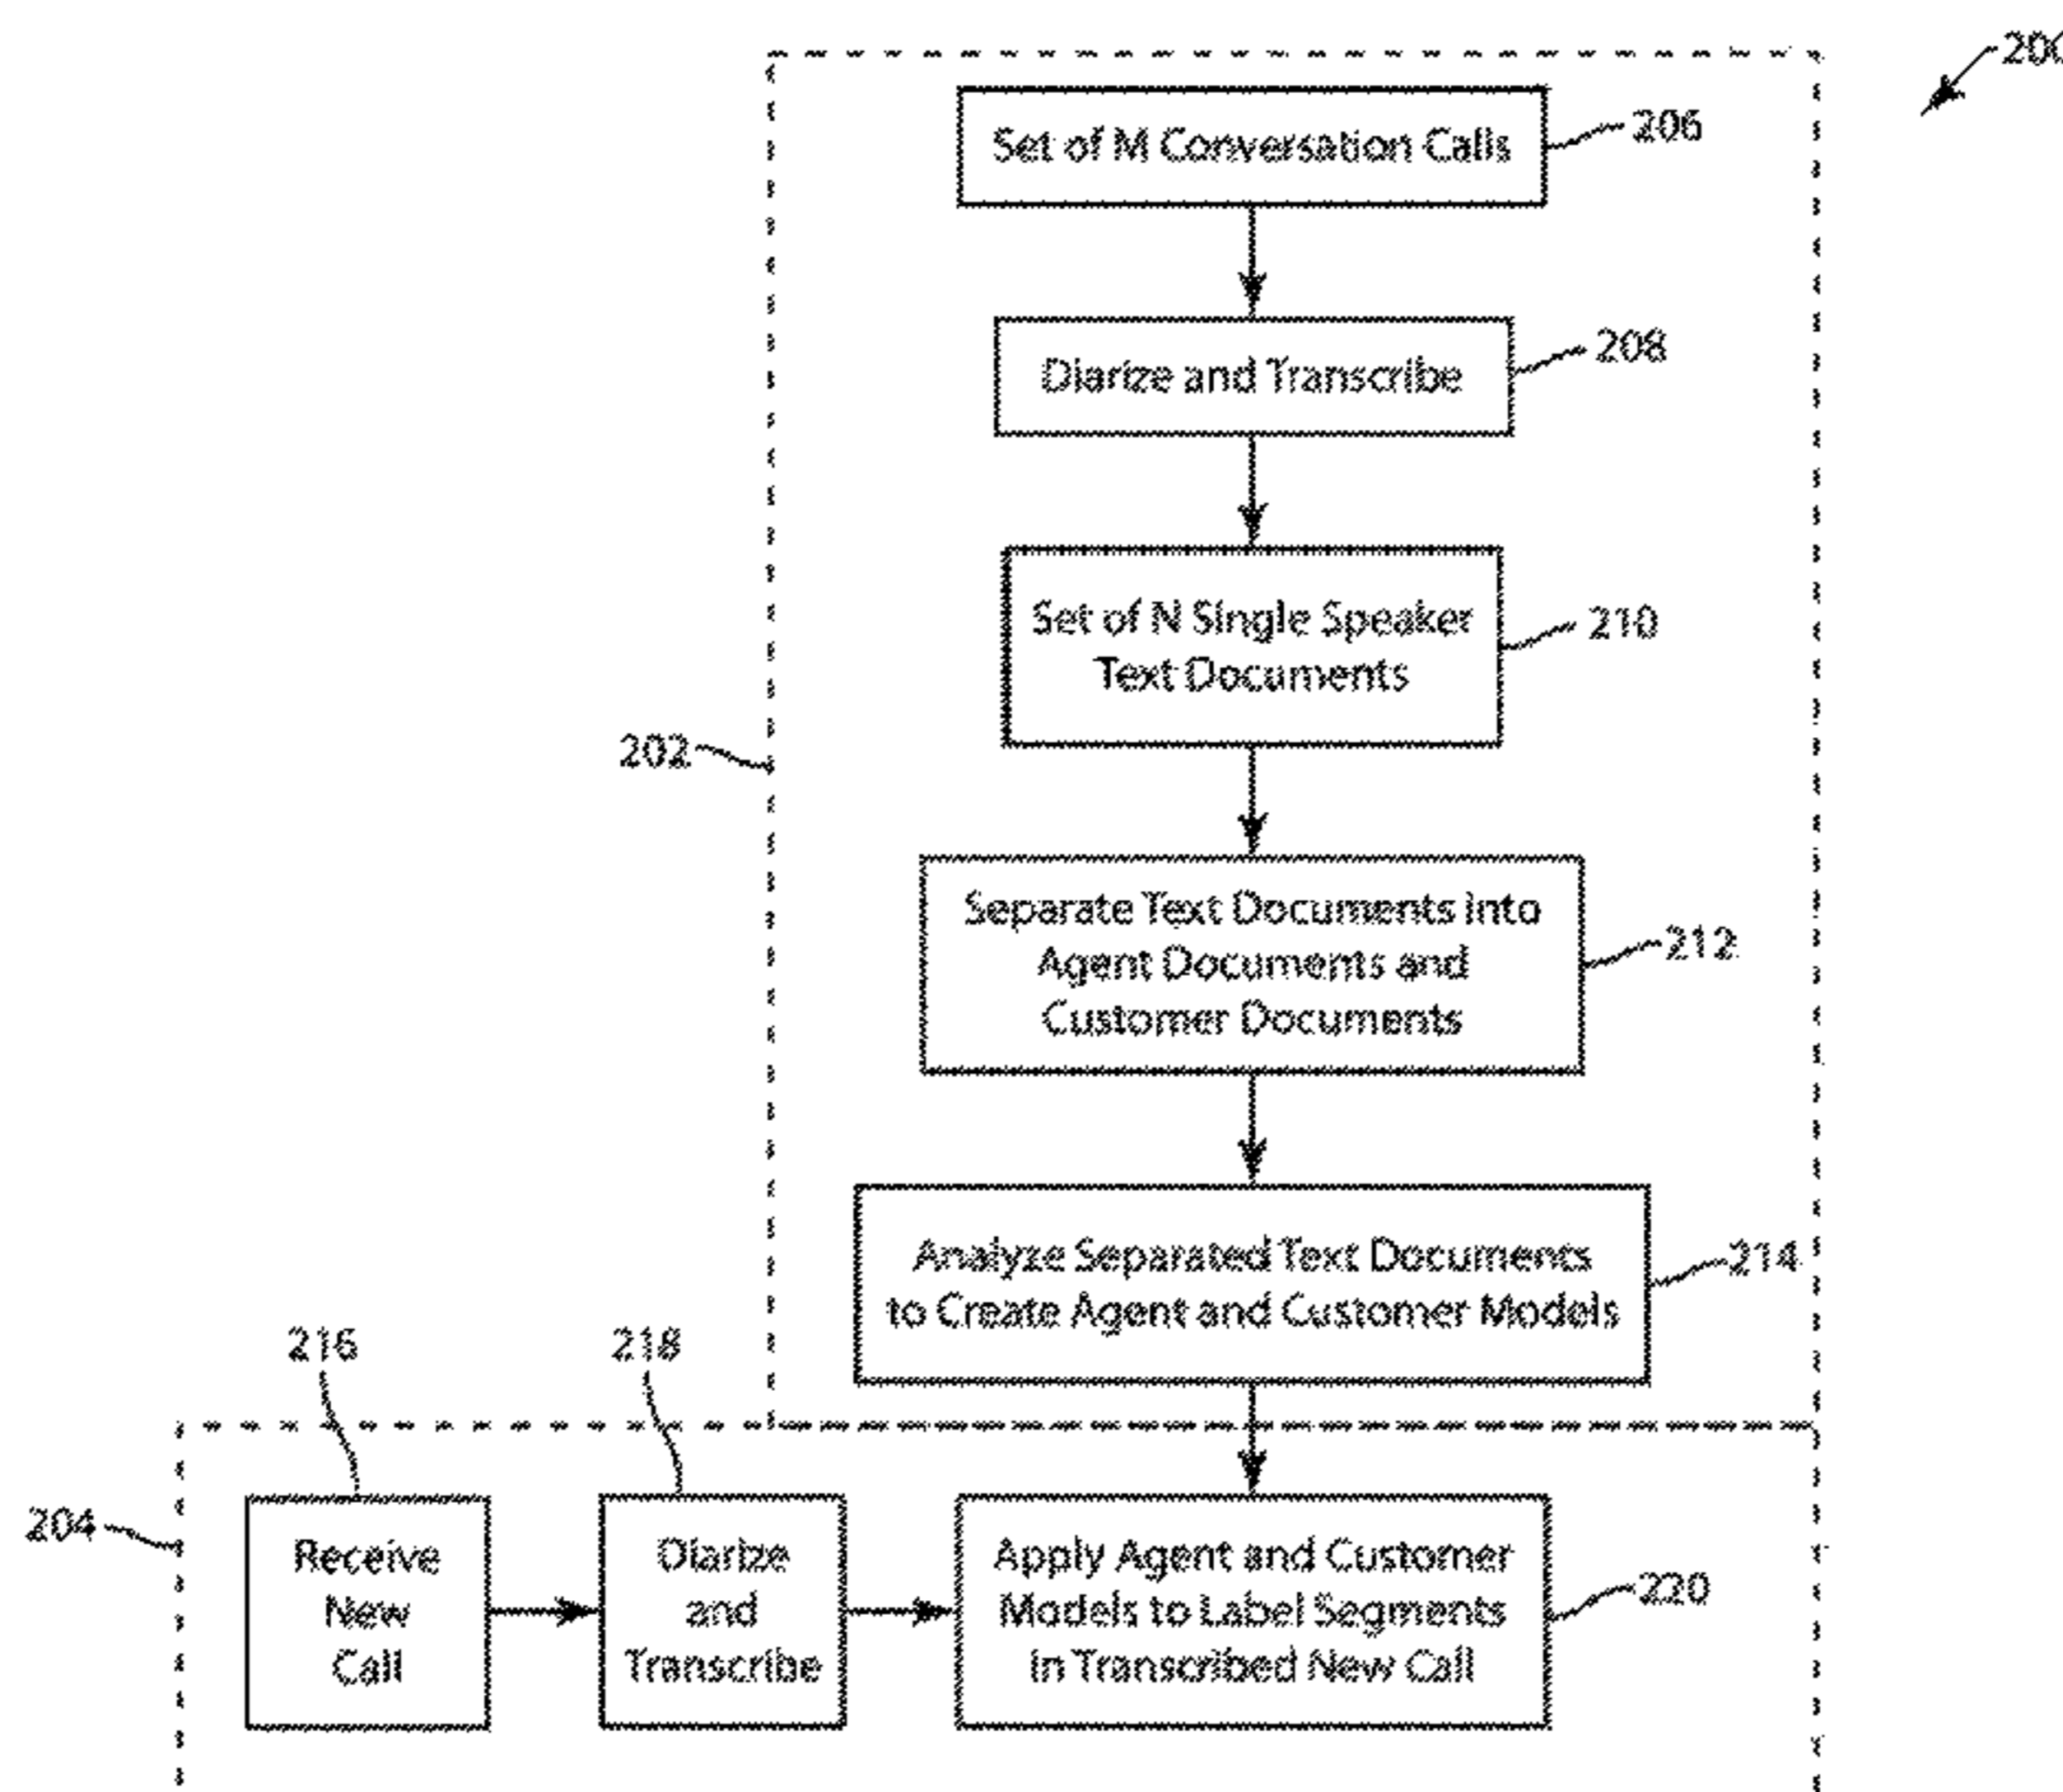 200
Set of M Conversation Calls
206
Diarize and Transcribe
208
Set of N Single Speaker
Text Documents
210
202
Separate Text Documents into
Agent Documents and
Customer Documents
212
Analyze Separated Text Documents
to Create Agent and Customer Models
214
216
218
204
Receive
New
Call
Diarize
and
Transcribe
Apply Agent and Customer
Models to Label Segments
in Transcribed New Call
220